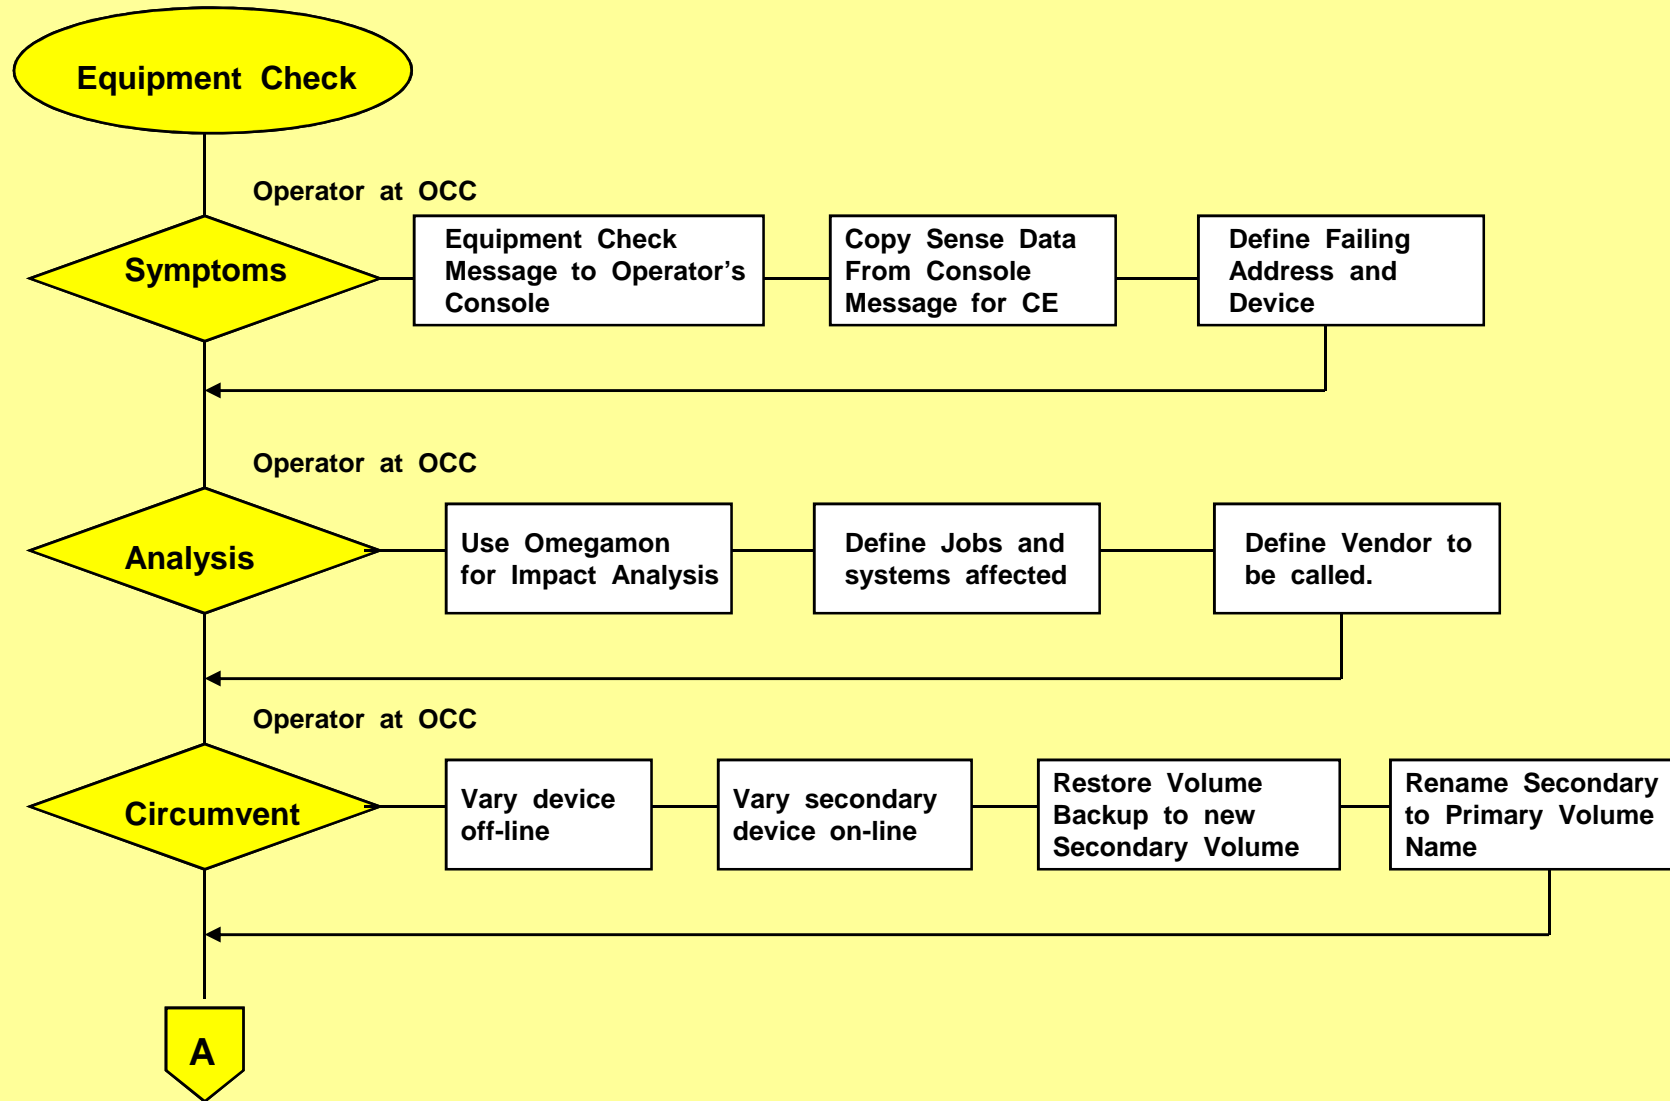 Equipment Check
Operator at OCC
Symptoms
Equipment Check
Message to Operator’s
Console
Copy Sense Data
From Console
Message for CE
Define Failing
Address and
Device
Operator at OCC
Analysis
Use Omegamon
for Impact Analysis
Define Jobs and
systems affected
Define Vendor to
be called.
Operator at OCC
Circumvent
Vary device
off-line
Vary secondary
device on-line
Restore Volume
Backup to new
Secondary Volume
Rename Secondary
to Primary Volume
Name
A